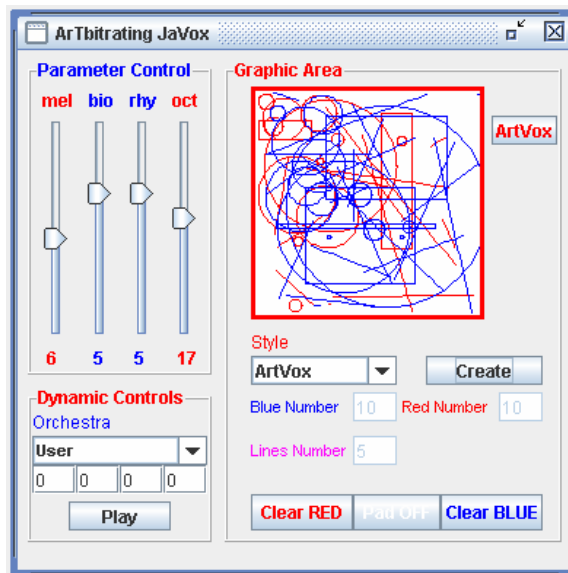 ArTbitrating JaVox
Parameter Control
mel bio rhy oct
6 5 5 17
Dynamic Controls
Orchestra
User
0 0 0 0
Play
Graphic Area
ArtVox
Style
ArtVox
Create
Blue Number 10 Red Number 10
Lines Number 5
Clear RED Pad OFF Clear BLUE